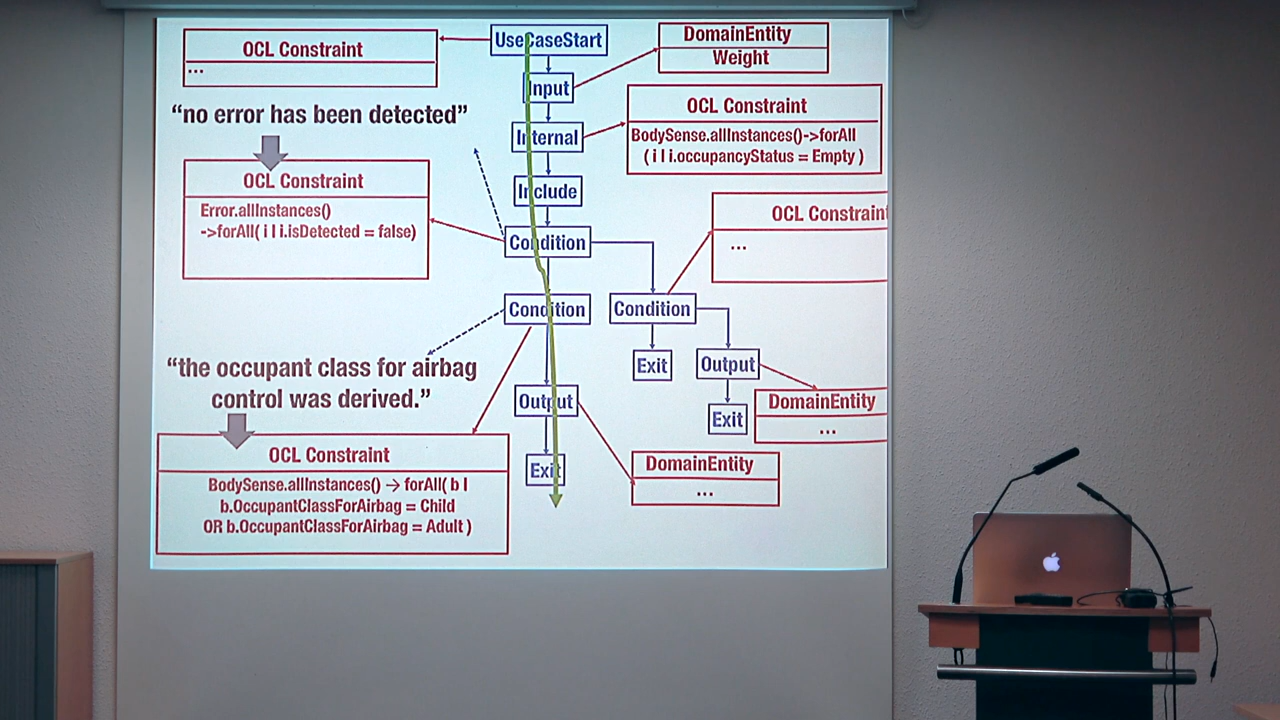 UseCaseStart
OCL Constraint
...
DomainEntity
Weight
Input
"no error has been detected"
OCL Constraint
BodySense.allInstances()->forAll
( i I i.occupancyStatus = Empty )
Internal
OCL Constraint
Error.allInstances()
->forAll( i I i.isDetected = false)
Include
OCL Constraint
...
Condition
Condition
Condition
"the occupant class for airbag
control was derived."
Exit
Output
DomainEntity
...
Exit
Output
OCL Constraint
BodySense.allInstances() → forAll( b I
b.OccupantClassForAirbag = Child
OR b.OccupantClassForAirbag = Adult )
Exit
DomainEntity
...